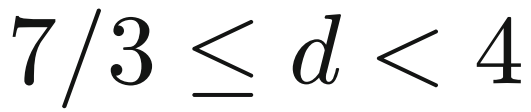 7/3 ≤ d < 4